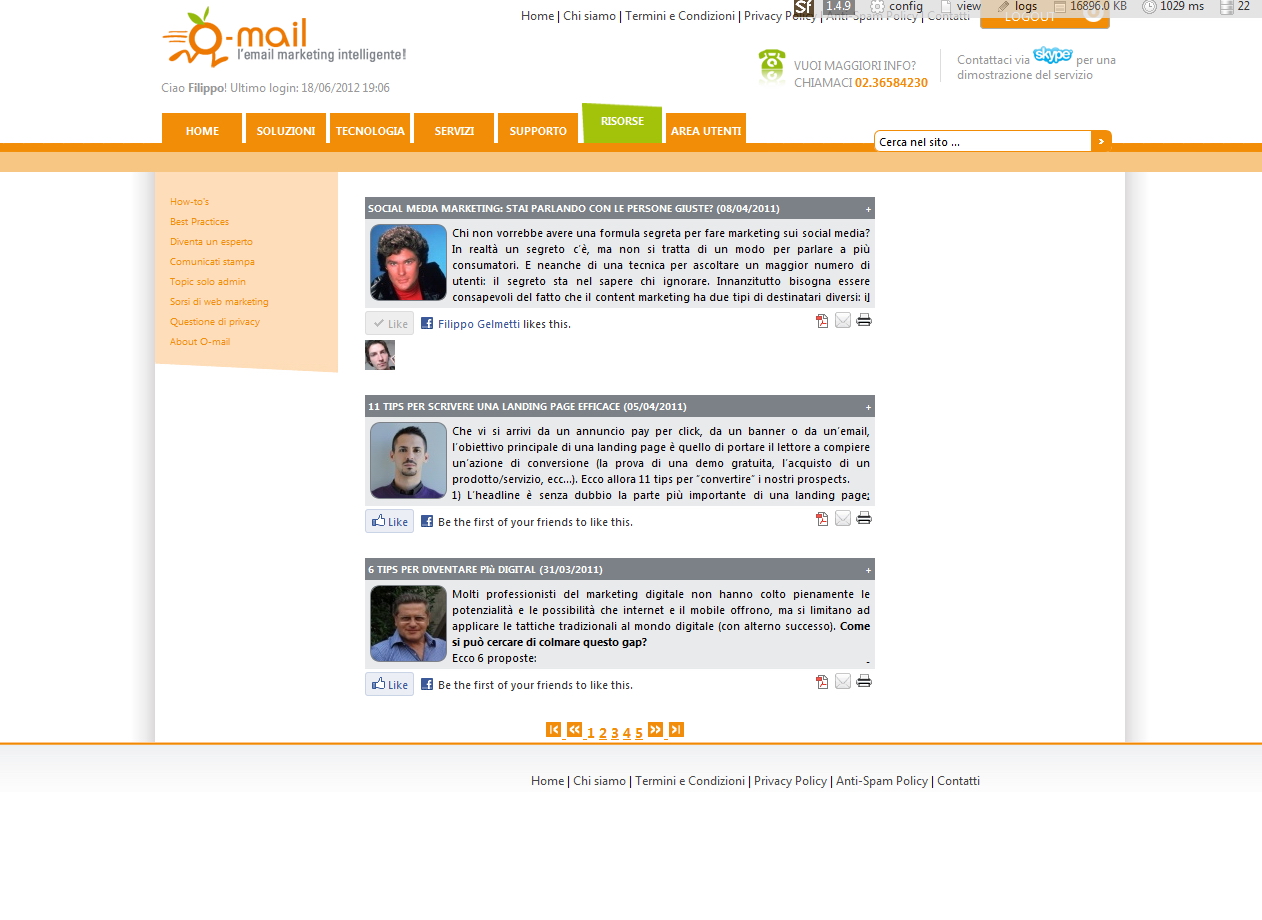 Home | Chi siamo | Termini e Condizioni | Privacy Policy | Anti-Spam Policy | Contatti
Sf 1.4.9 config view logs 16896.0 KB 1029 ms 22
LOGOUT
O-mail
l'email marketing intelligente!
VUOI MAGGIORI INFO?
CHIAMACI 02.36584230
Contattaci via skype per una
dimostrazione del servizio
Ciao Filippo! Ultimo login: 18/06/2012 19:06
HOME SOLUZIONI TECNOLOGIA SERVIZI SUPPORTO RISORSE AREA UTENTI
Cerca nel sito ...
How-to's
Best Practices
Diventa un esperto
Comunicati stampa
Topic solo admin
Sorsi di web marketing
Questione di privacy
About O-mail
SOCIAL MEDIA MARKETING: STAI PARLANDO CON LE PERSONE GIUSTE? (08/04/2011) +
Chi non vorrebbe avere una formula segreta per fare marketing sui social media?
In realtà un segreto c'è, ma non si tratta di un modo per parlare a più
consumatori. E neanche di una tecnica per ascoltare un maggior numero di
utenti: il segreto sta nel sapere chi ignorare. Innanzitutto bisogna essere
consapevoli del fatto che il content marketing ha due tipi di destinatari diversi: il
Like Filippo Gelmetti likes this.
11 TIPS PER SCRIVERE UNA LANDING PAGE EFFICACE (05/04/2011) +
Che vi si arrivi da un annuncio pay per click, da un banner o da un'email,
l'obiettivo principale di una landing page è quello di portare il lettore a compiere
un'azione di conversione (la prova di una demo gratuita, l'acquisto di un
prodotto/servizio, ecc...). Ecco allora 11 tips per "convertire" i nostri prospects.
1) L'headline è senza dubbio la parte più importante di una landing page;
Like Be the first of your friends to like this.
6 TIPS PER DIVENTARE PIù DIGITAL (31/03/2011) +
Molti professionisti del marketing digitale non hanno colto pienamente le
potenzialità e le possibilità che internet e il mobile offrono, ma si limitano ad
applicare le tattiche tradizionali al mondo digitale (con alterno successo). Come
si può cercare di colmare questo gap?
Ecco 6 proposte:
Like Be the first of your friends to like this.
1 2 3 4 5
Home | Chi siamo | Termini e Condizioni | Privacy Policy | Anti-Spam Policy | Contatti